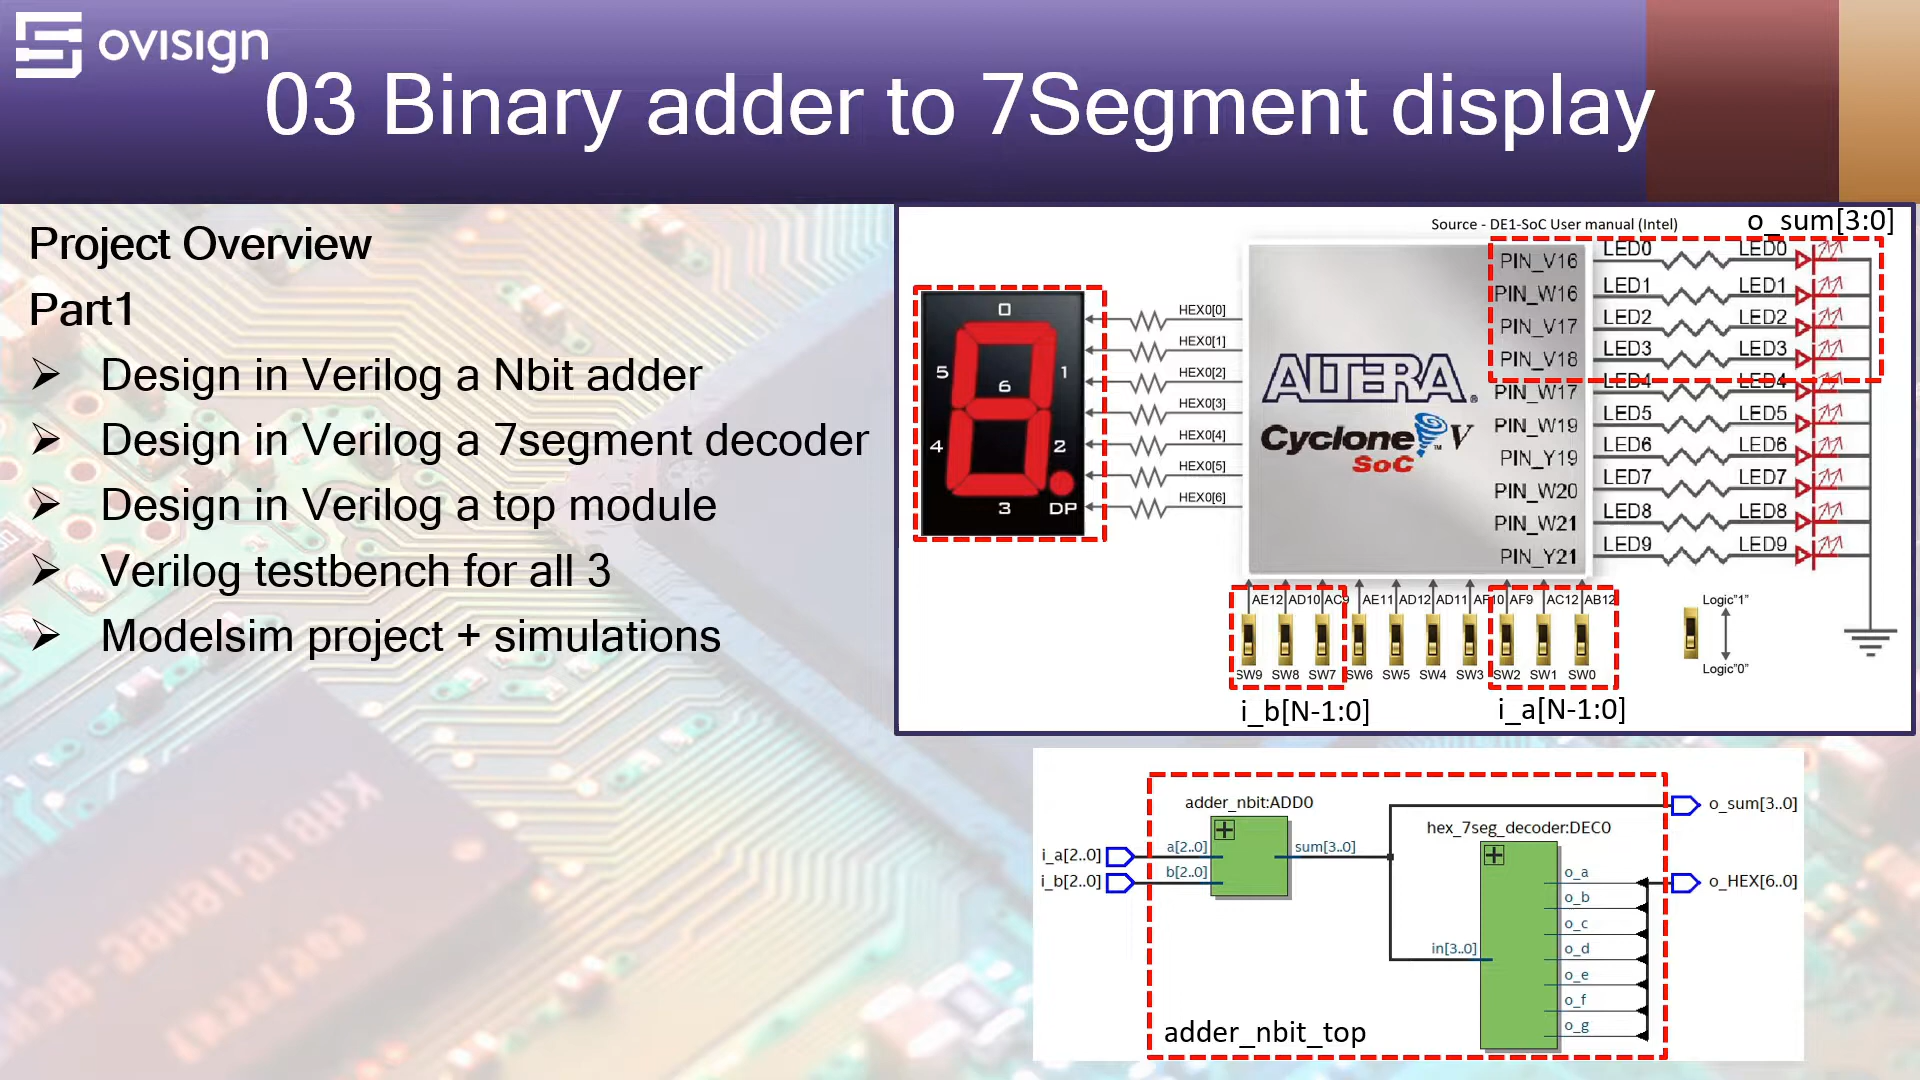 ovisign
03 Binary adder to 7Segment display
Project Overview
Part1
➢ Design in Verilog a Nbit adder
➢ Design in Verilog a 7segment decoder
➢ Design in Verilog a top module
➢ Verilog testbench for all 3
➢ Modelsim project + simulations
Source - DE1-SoC User manual (Intel)
o_sum[3:0]
0
5
1
6
4
2
3
DP
HEX0[0]
HEX0[1]
HEX0[2]
HEX0[3]
HEX0[4]
HEX0[5]
HEX0[6]
ALTERA®
Cyclone™ V
SoC
PIN_V16 LED0 LED0
PIN_W16 LED1 LED1
PIN_V17 LED2 LED2
PIN_V18 LED3 LED3
PIN_W17 LED4 LED4
PIN_W19 LED5 LED5
PIN_Y19 LED6 LED6
PIN_W20 LED7 LED7
PIN_W21 LED8 LED8
PIN_Y21 LED9 LED9
AE12 AD10 AC9 AE11 AD12 AD11 AF10 AF9 AC12 AB12
SW9 SW8 SW7 SW6 SW5 SW4 SW3 SW2 SW1 SW0
Logic"1"
Logic"0"
i_b[N-1:0]
i_a[N-1:0]
adder_nbit:ADD0
i_a[2..0]
i_b[2..0]
a[2..0]
b[2..0]
sum[3..0]
hex_7seg_decoder:DEC0
in[3..0]
o_a
o_b
o_c
o_d
o_e
o_f
o_g
o_sum[3..0]
o_HEX[6..0]
adder_nbit_top